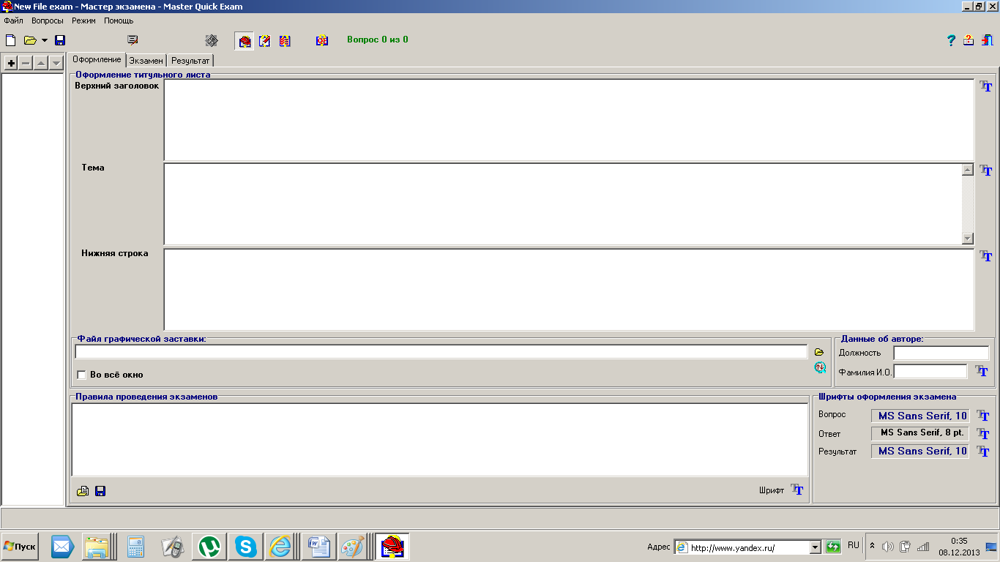 New File exam - Мастер экзамена - Master Quick Exam
Файл Вопросы Режим Помощь
Вопрос 0 из 0
Оформление Экзамен Результат
Оформление титульного листа
Верхний заголовок
Тема
Нижняя строка
Файл графической заставки:
Во всё окно
Данные об авторе:
Должность
Фамилия И.О.
Правила проведения экзаменов
Шрифт
Шрифты оформления экзамена
Вопрос MS Sans Serif, 10
Ответ MS Sans Serif, 8 pt.
Результат MS Sans Serif, 10
Пуск
Адрес http://www.yandex.ru/ RU 0:35
08.12.2013